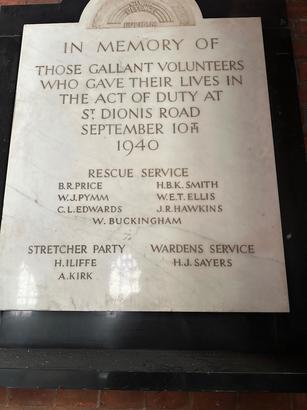 IN MEMORY OF
THOSE GALLANT VOLUNTEERS
WHO GAVE THEIR LIVES IN
THE ACT OF DUTY AT
ST. DIONIS ROAD
SEPTEMBER 10TH
1940
RESCUE SERVICE
B.R.PRICE H.B.K.SMITH
W.J.PYMM W.E.T.ELLIS
C.L.EDWARDS J.R.HAWKINS
W. BUCKINGHAM
STRETCHER PARTY WARDENS SERVICE
H.ILIFFE H.J.SAYERS
A.KIRK